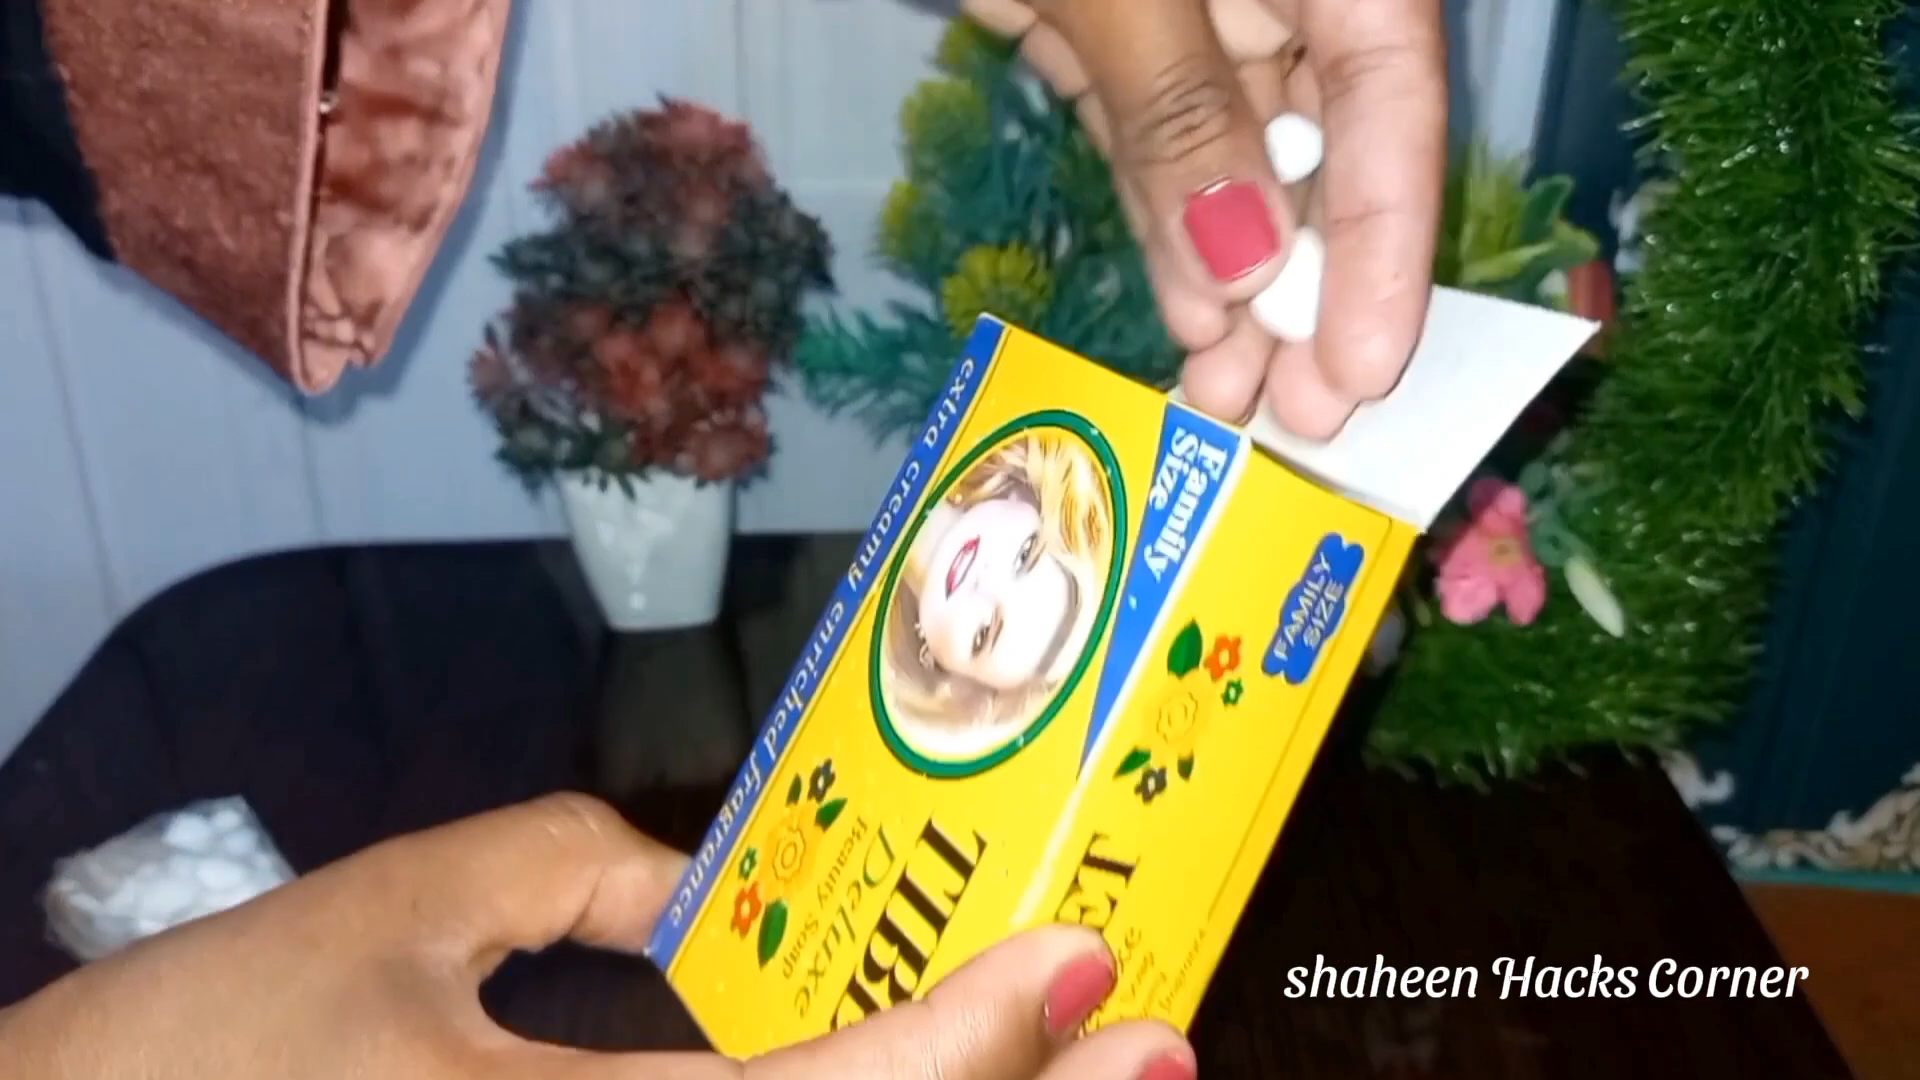 extra creamy enriched fragrance
Family
Size
FAMILY
SIZE
Deluxe
Beauty Soap
shaheen Hacks Corner